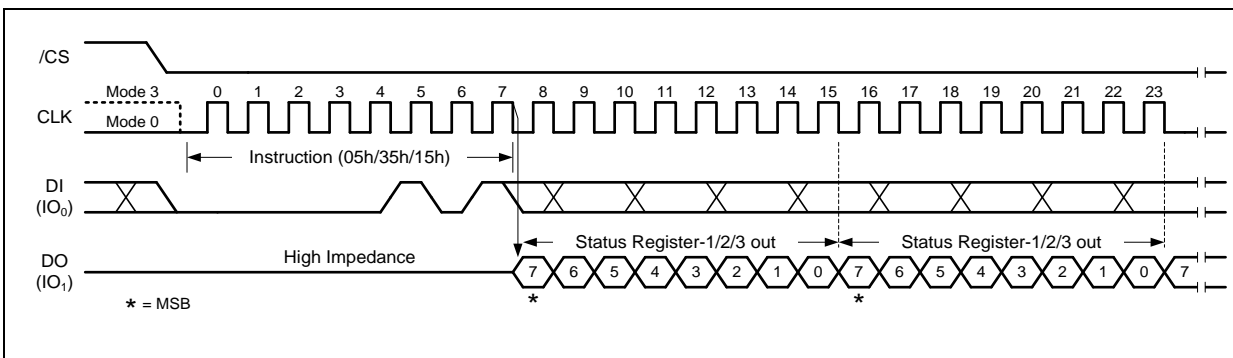 /CS
Mode 3
0 1 2 3 4 5 6 7 8 9 10 11 12 13 14 15 16 17 18 19 20 21 22 23
CLK
Mode 0
Instruction (05h/35h/15h)
DI
(IO₀)
Status Register-1/2/3 out Status Register-1/2/3 out
High Impedance
DO
(IO₁)
7 6 5 4 3 2 1 0 7 6 5 4 3 2 1 0 7
* *
* = MSB